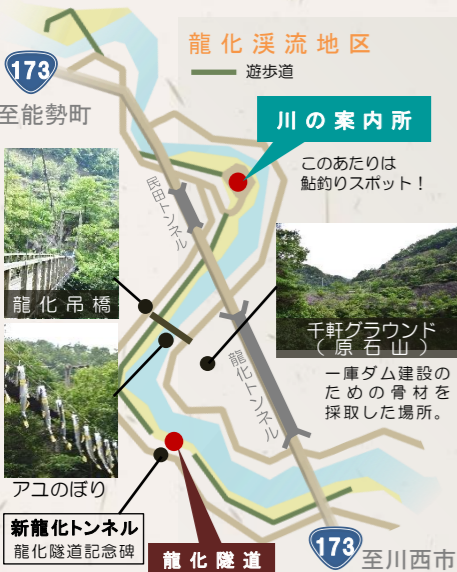 龍化渓流地区
遊歩道
173
至能勢町
川の案内所
このあたりは
鮎釣りスポット！
民田トンネル
龍化吊橋
千軒グラウンド
（原石山）
一庫ダム建設の
ための骨材を
採取した場所。
龍化トンネル
アユのぼり
新龍化トンネル
龍化隧道記念碑
龍化隧道
173
至川西市